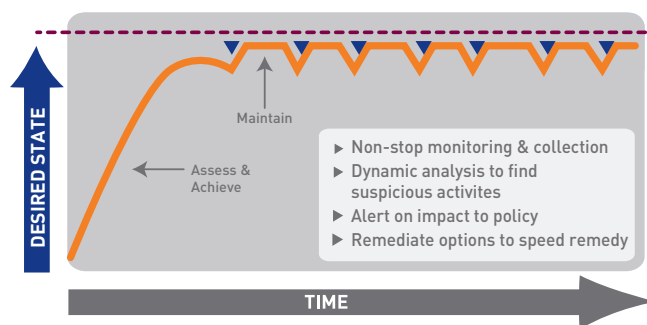 DESIRED STATE
Maintain
Assess &
Achieve
Non-stop monitoring & collection
Dynamic analysis to find
suspicious activites
Alert on impact to policy
Remediate options to speed remedy
TIME